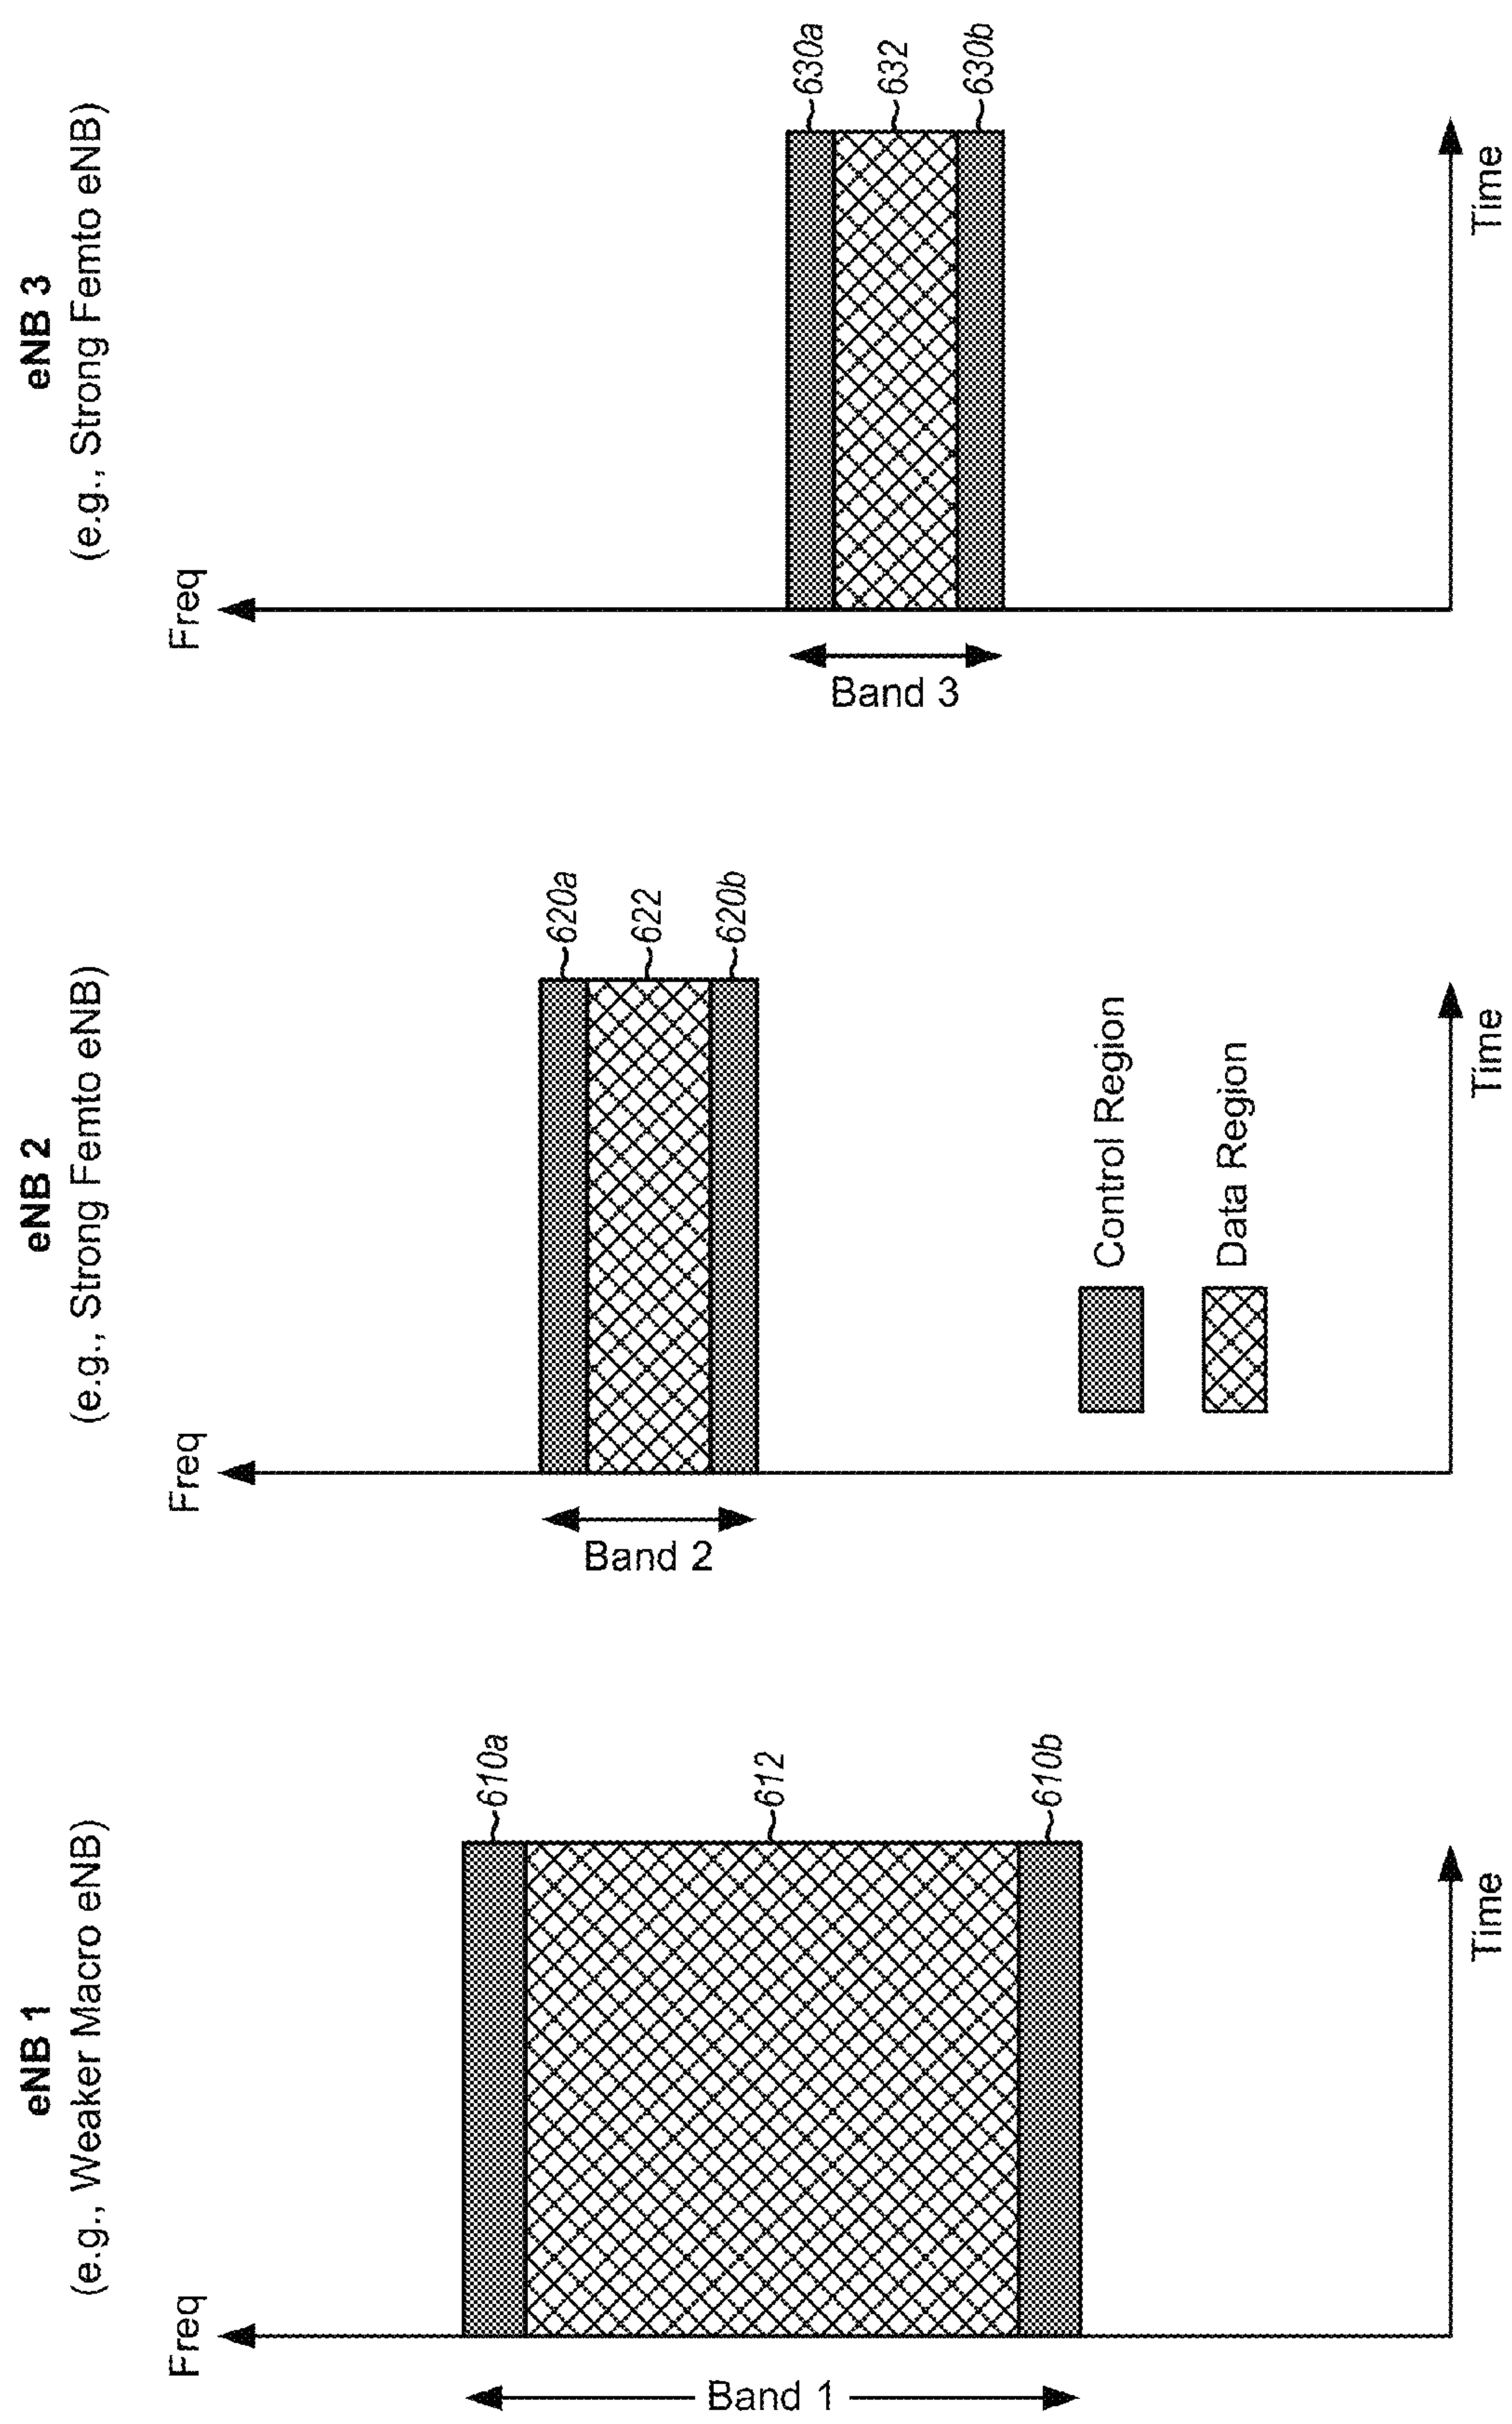 eNB 1
(e.g., Weaker Macro eNB)
Freq
Band 1
610a
612
610b
Time
eNB 2
(e.g., Strong Femto eNB)
Freq
Band 2
620a
622
620b
Control Region
Data Region
Time
eNB 3
(e.g., Strong Femto eNB)
Freq
Band 3
630a
632
630b
Time